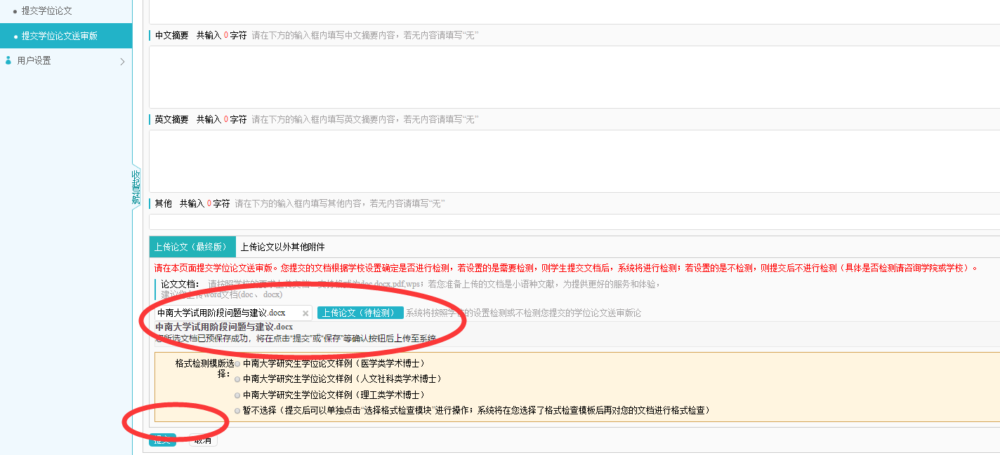 提交学位论文
提交学位论文送审版
用户设置
收起导航
中文摘要 共输入 0 字符 请在下方的输入框内填写中文摘要内容，若无内容请填写“无”
英文摘要 共输入 0 字符 请在下方的输入框内填写英文摘要内容，若无内容请填写“无”
其他 共输入 0 字符 请在下方的输入框内填写其他内容，若无内容请填写“无”
上传论文（最终版） 上传论文以外其他附件
请在本页面提交学位论文送审版。您提交的文档根据学校设置确定是否进行检测，若设置的是需要检测，则学生提交文档后，系统将进行检测；若设置的是不检测，则提交后不进行检测（具体是否检测请咨询学院或学校）。
论文文档： 请按照学校的要求上传文档，支持格式为doc,docx,pdf,wps；若您准备上传的文档是小语种文献，为提供更好的服务和体验，
建议您上传word文档(doc、docx)
中南大学试用阶段问题与建议.docx 上传论文（待检测） 系统将按照学校的设置检测或不检测您提交的学位论文送审版论
中南大学试用阶段问题与建议.docx
您所选文档已预保存成功，将在点击“提交”或“保存”等确认按钮后上传至系统
格式检测模版选择：
中南大学研究生学位论文样例（医学类学术博士）
中南大学研究生学位论文样例（人文社科类学术博士）
中南大学研究生学位论文样例（理工类学术博士）
暂不选择（提交后可以单独点击“选择格式检查模块”进行操作；系统将在您选择了格式检查模板后再对您的文档进行格式检查）
提交 取消